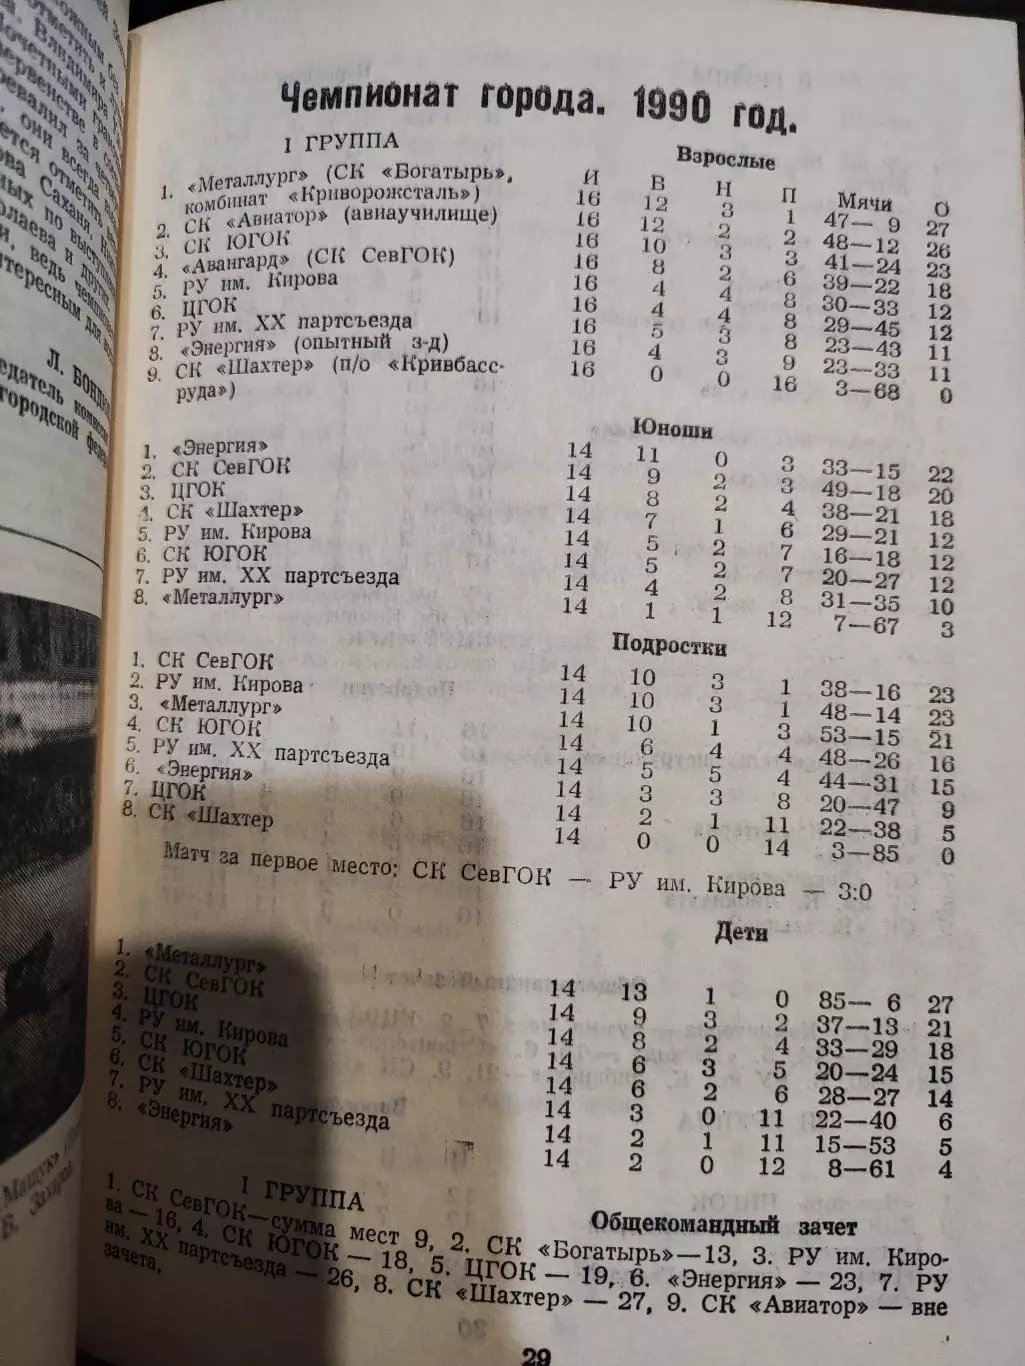 Чемпионат города. 1990 год.
I ГРУППА
Взрослые
И В Н П Мячи О
1. «Металлург» (СК «Богатырь», комбинат «Криворожсталь») 16 12 3 1 47— 9 27
2. СК «Авиатор» (авиаучилище) 16 12 2 2 48—12 26
3. СК ЮГОК 16 10 3 3 41—24 23
4. «Авангард» (СК СевГОК) 16 8 2 6 39—22 18
5. РУ им. Кирова 16 4 4 8 30—33 12
6. ЦГОК 16 4 4 8 29—45 12
7. РУ им. XX партсъезда 16 5 3 8 23—43 11
8. «Энергия» (опытный з-д) 16 4 3 9 23—33 11
9. СК «Шахтер» (п/о «Кривбасс-
руда») 16 0 0 16 3—68 0
Юноши
1. «Энергия» 14 11 0 3 33—15 22
2. СК СевГОК 14 9 2 3 49—18 20
3. ЦГОК 14 8 2 4 38—21 18
4. СК «Шахтер» 14 7 1 6 29—21 12
5. РУ им. Кирова 14 5 2 7 16—18 12
6. СК ЮГОК 14 5 2 7 20—27 12
7. РУ им. XX партсъезда 14 4 2 8 31—35 10
8. «Металлург» 14 1 1 12 7—67 3
Подростки
1. СК СевГОК 14 10 3 1 38—16 23
2. РУ им. Кирова 14 10 3 1 48—14 23
3. «Металлург» 14 10 1 3 53—15 21
4. СК ЮГОК 14 6 4 4 48—26 16
5. РУ им. XX партсъезда 14 5 5 4 44—31 15
6. «Энергия» 14 3 3 8 20—47 9
7. ЦГОК 14 2 1 11 22—38 5
8. СК «Шахтер 14 0 0 14 3—85 0
Матч за первое место: СК СевГОК — РУ им. Кирова — 3:0
Дети
1. «Металлург» 14 13 1 0 85— 6 27
2. СК СевГОК 14 9 3 2 37—13 21
3. ЦГОК 14 8 2 4 33—29 18
4. РУ им. Кирова 14 6 3 5 20—24 15
5. СК ЮГОК 14 6 2 6 28—27 14
6. СК «Шахтер» 14 3 0 11 22—40 6
7. РУ им. XX партсъезда 14 2 1 11 15—53 5
8. «Энергия» 14 2 0 12 8—61 4
I ГРУППА
Общекомандный зачет
1. СК СевГОК—сумма мест 9, 2. СК «Богатырь»—13, 3. РУ им. Киро-
ва — 16, 4. СК ЮГОК — 18, 5. ЦГОК — 19, 6. «Энергия» — 23, 7. РУ
им. XX партсъезда — 26, 8. СК «Шахтер» — 27, 9. СК «Авиатор» — вне
зачета,
29